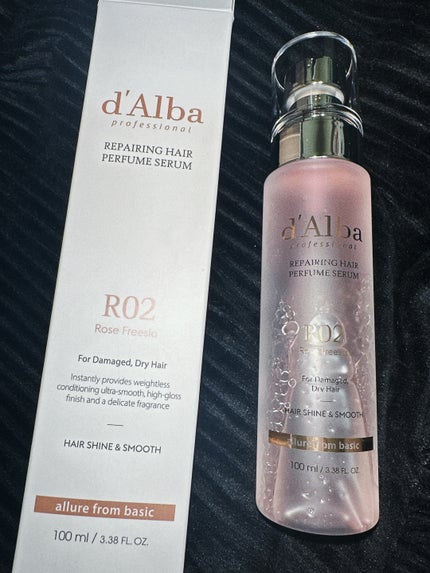 d'Alba
professional
REPAIRING HAIR
PERFUME SERUM
R02
Rose Freesia
For Damaged, Dry Hair
Instantly provides weightless
conditioning ultra-smooth, high-gloss
finish and a delicate fragrance
HAIR SHINE & SMOOTH
allure from basic
100 ml / 3.38 FL. OZ.
d'Alba
professional
REPAIRING HAIR
PERFUME SERUM
R02
Rose Freesia
For Damaged,
Dry Hair
HAIR SHINE & SMOOTH
allure from basic
100 ml / 3.38 FL. OZ.